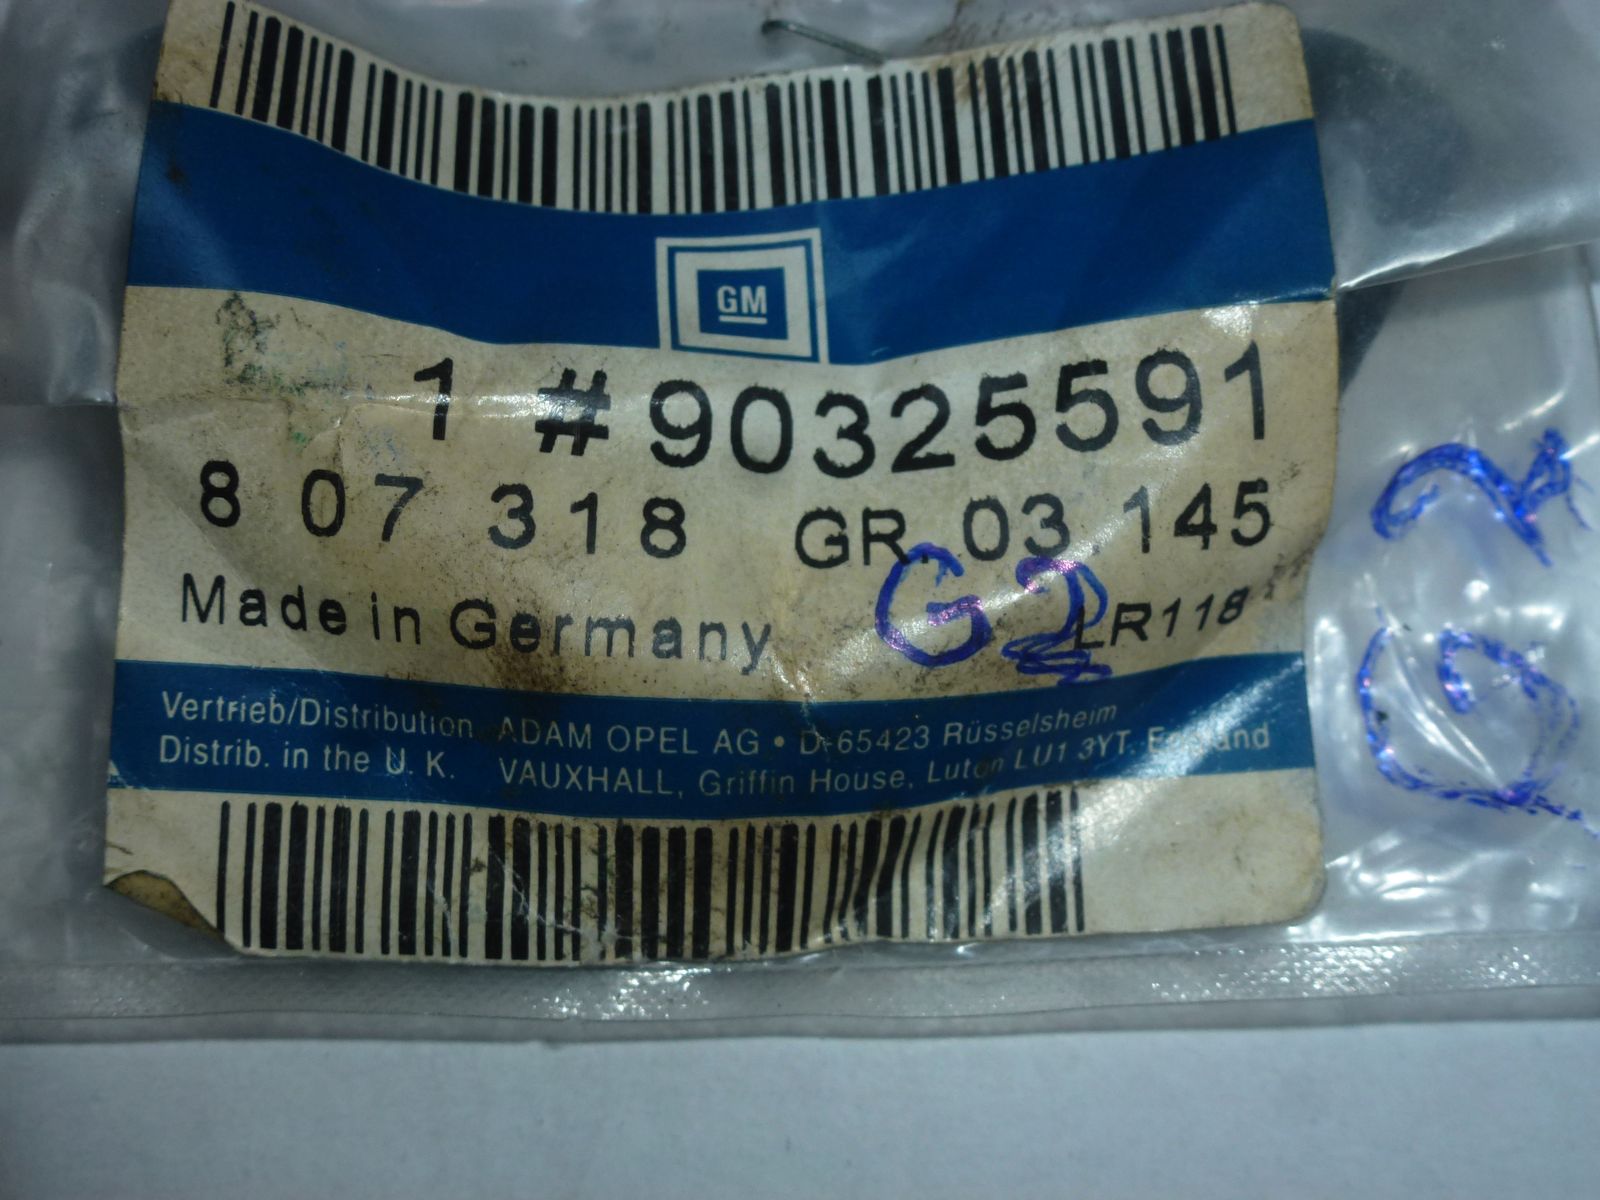 GM
1 #90325591
8 07 318 GR. 03.145
Made in Germany G2 LR118
Vertrieb/Distribution ADAM OPEL AG • D-65423 Rüsselsheim
Distrib. in the U. K. VAUXHALL, Griffin House, Luton LU1 3YT. England
G2